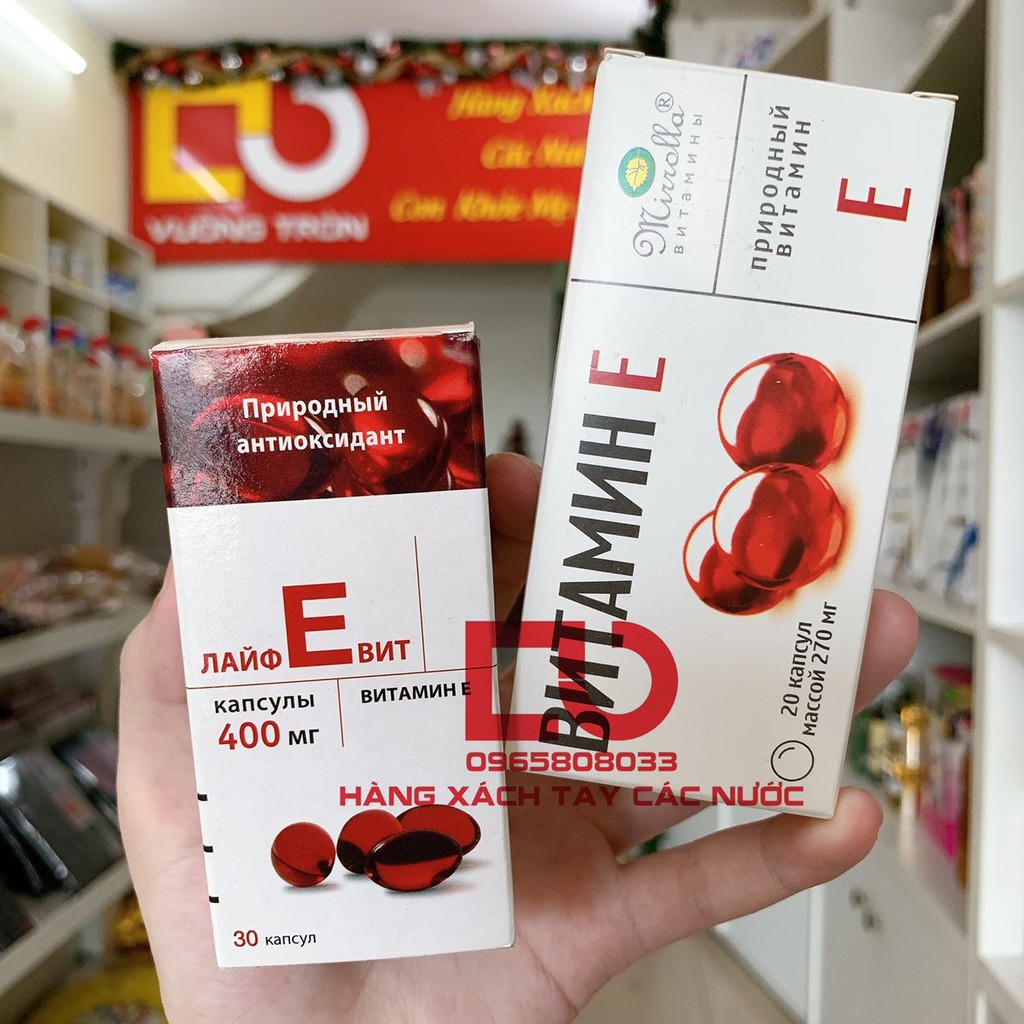 VUÔNG TRÒN
Hàng Xách
Các
Con Khỏe Mẹ
Mirrolla®
витамины
природный
витамин
E
ВИТАМИН Е
20 капсул
массой 270 мг
Природный
антиоксидант
ЛАЙФ Е ВИТ
капсулы
400 мг
ВИТАМИН Е
30 капсул
0965808033
HÀNG XÁCH TAY CÁC NƯỚC